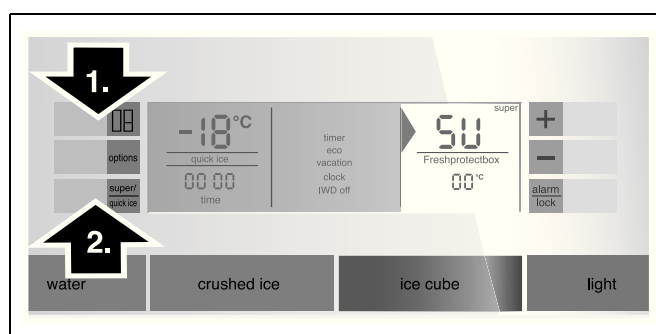 1.
-18°C
quick ice
00 00
time
timer
eco
vacation
clock
IWD off
super
SU
Freshprotectbox
00°C
+
−
alarm
lock
options
super/
quick ice
2.
water
crushed ice
ice cube
light